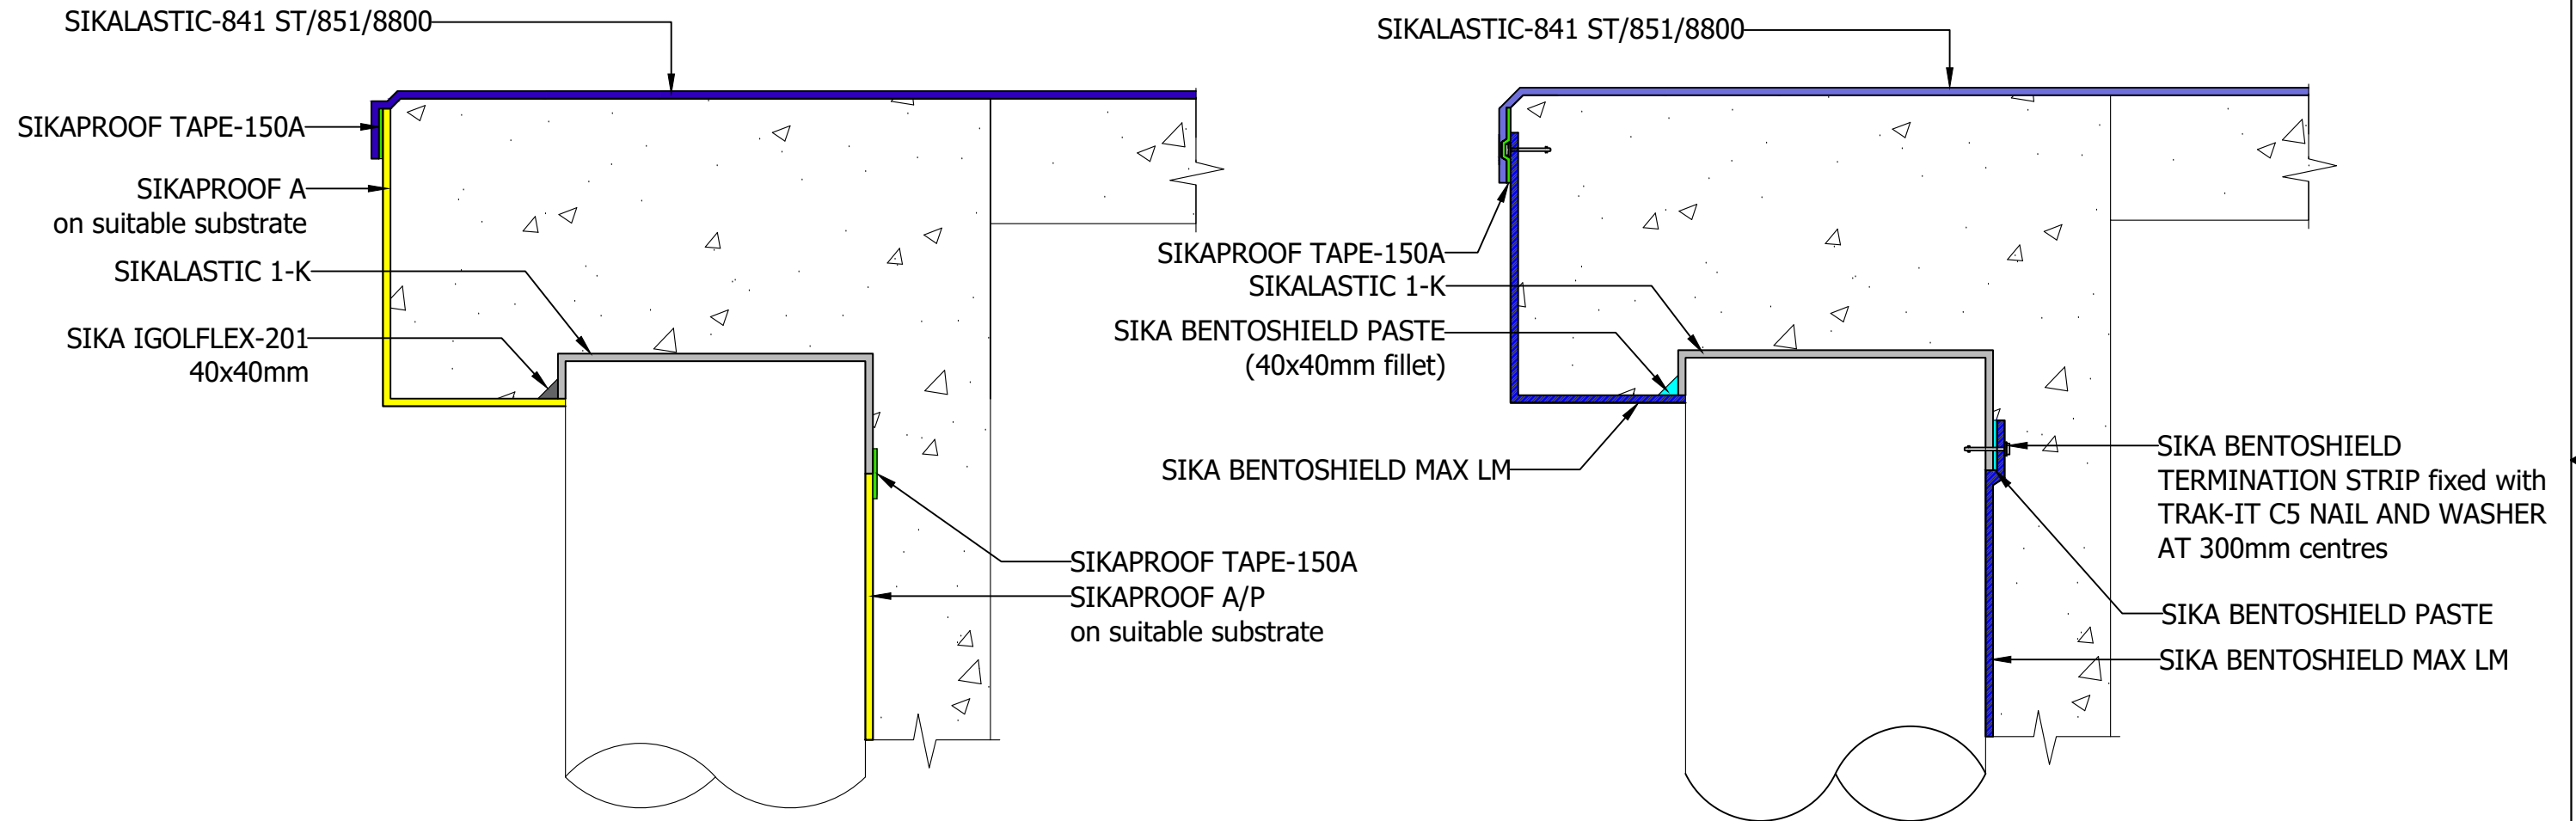 SIKALASTIC-841 ST/851/8800
SIKAPROOF TAPE-150A
SIKAPROOF A
on suitable substrate
SIKALASTIC 1-K
SIKA IGOLFLEX-201
40x40mm
SIKAPROOF TAPE-150A
SIKAPROOF A/P
on suitable substrate
SIKALASTIC-841 ST/851/8800
SIKAPROOF TAPE-150A
SIKALASTIC 1-K
SIKA BENTOSHIELD PASTE
(40x40mm fillet)
SIKA BENTOSHIELD MAX LM
SIKA BENTOSHIELD
TERMINATION STRIP fixed with
TRAK-IT C5 NAIL AND WASHER
AT 300mm centres
SIKA BENTOSHIELD PASTE
SIKA BENTOSHIELD MAX LM